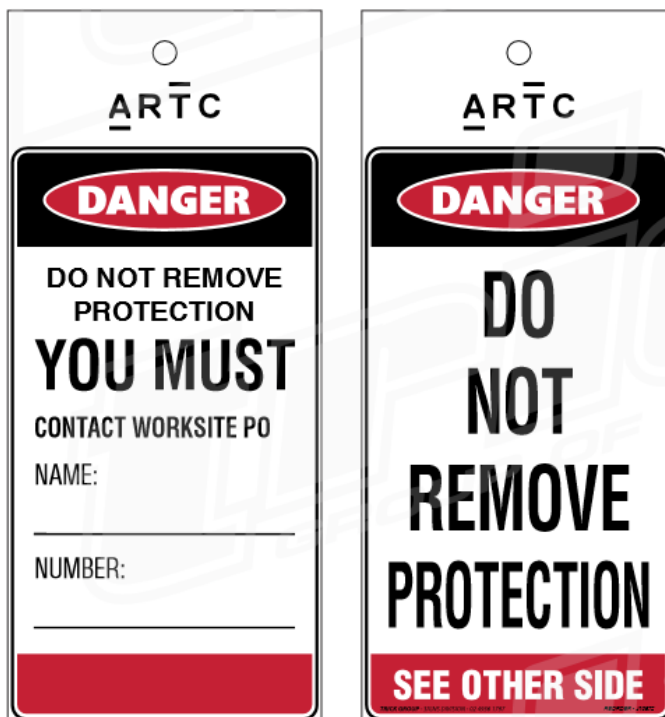 ARTC
DANGER
DO NOT REMOVE
PROTECTION
YOU MUST
CONTACT WORKSITE PO
NAME:
NUMBER:
ARTC
DANGER
DO
NOT
REMOVE
PROTECTION
SEE OTHER SIDE